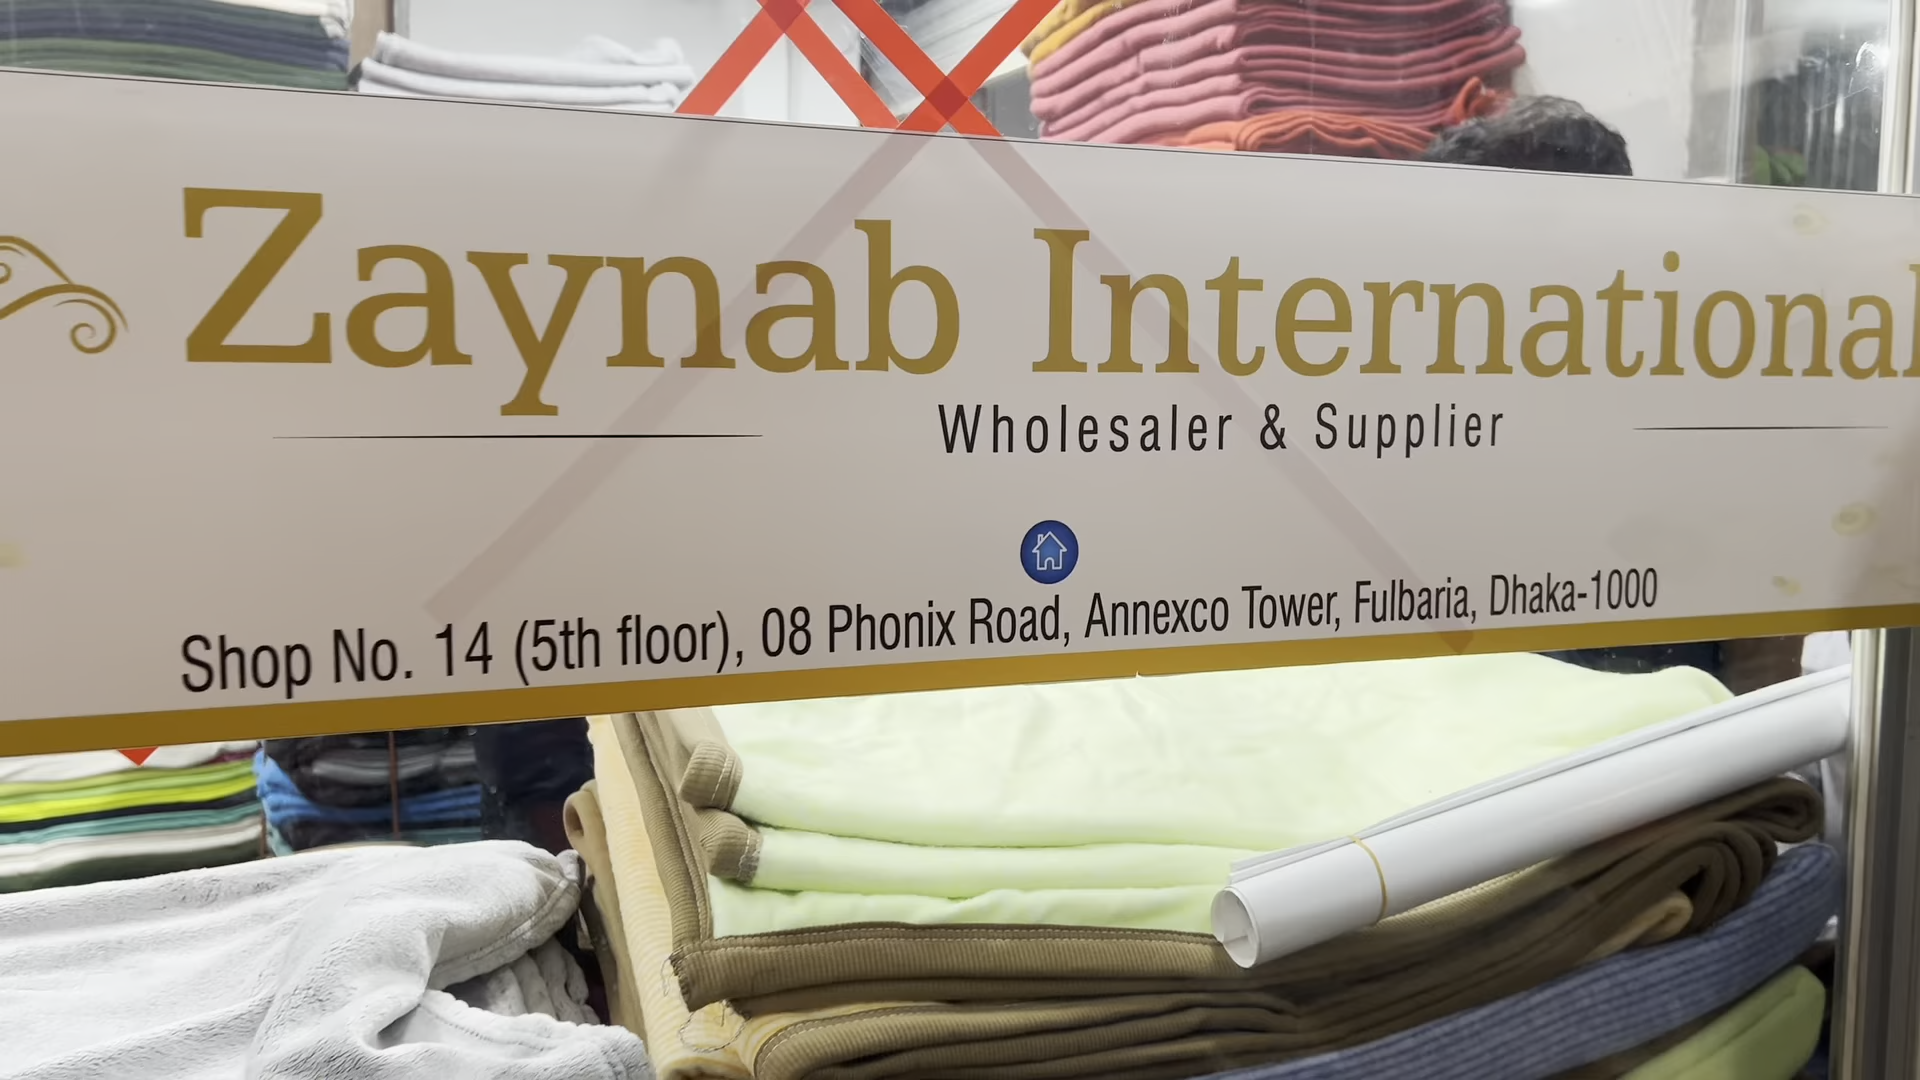 Zaynab International
Wholesaler & Supplier
Shop No. 14 (5th floor), 08 Phonix Road, Annexco Tower, Fulbaria, Dhaka-1000